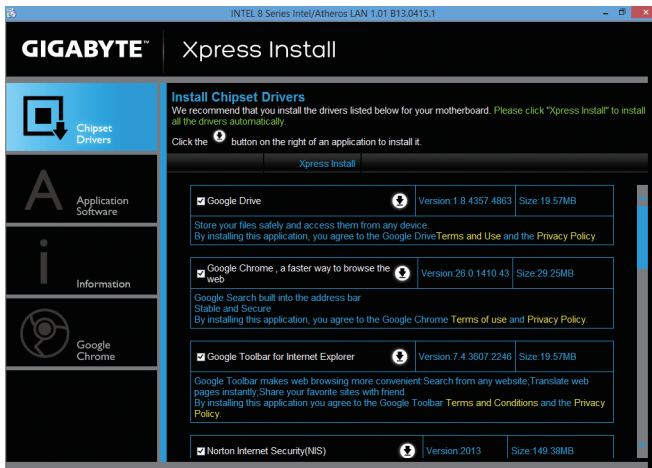 INTEL 8 Series Intel/Atheros LAN 1.01 B13.0415.1
GIGABYTE™
Xpress Install
Chipset
Drivers
Application
Software
Information
Google
Chrome
Install Chipset Drivers
We recommend that you install the drivers listed below for your motherboard. Please click "Xpress Install" to install
all the drivers automatically.
Click the button on the right of an application to install it.
Xpress Install
Google Drive Version:1.8.4357.4863 Size:19.57MB
Store your files safely and access them from any device.
By installing this application, you agree to the Google DriveTerms and Use and the Privacy Policy.
Google Chrome , a faster way to browse the
web Version:26.0.1410.43 Size:29.25MB
Google Search built into the address bar
Stable and Secure
By installing this application, you agree to the Google Chrome Terms of use and Privacy Policy.
Google Toolbar for Internet Explorer Version:7.4.3607.2246 Size:19.57MB
Google Toolbar makes web browsing more convenient:Search from any website;Translate web
pages instantly;Share your favorite sites with friend.
By installing this application you agree to the Google Toolbar Terms and Conditions and the Privacy
Policy.
Norton Internet Security(NIS) Version:2013 Size:149.38MB